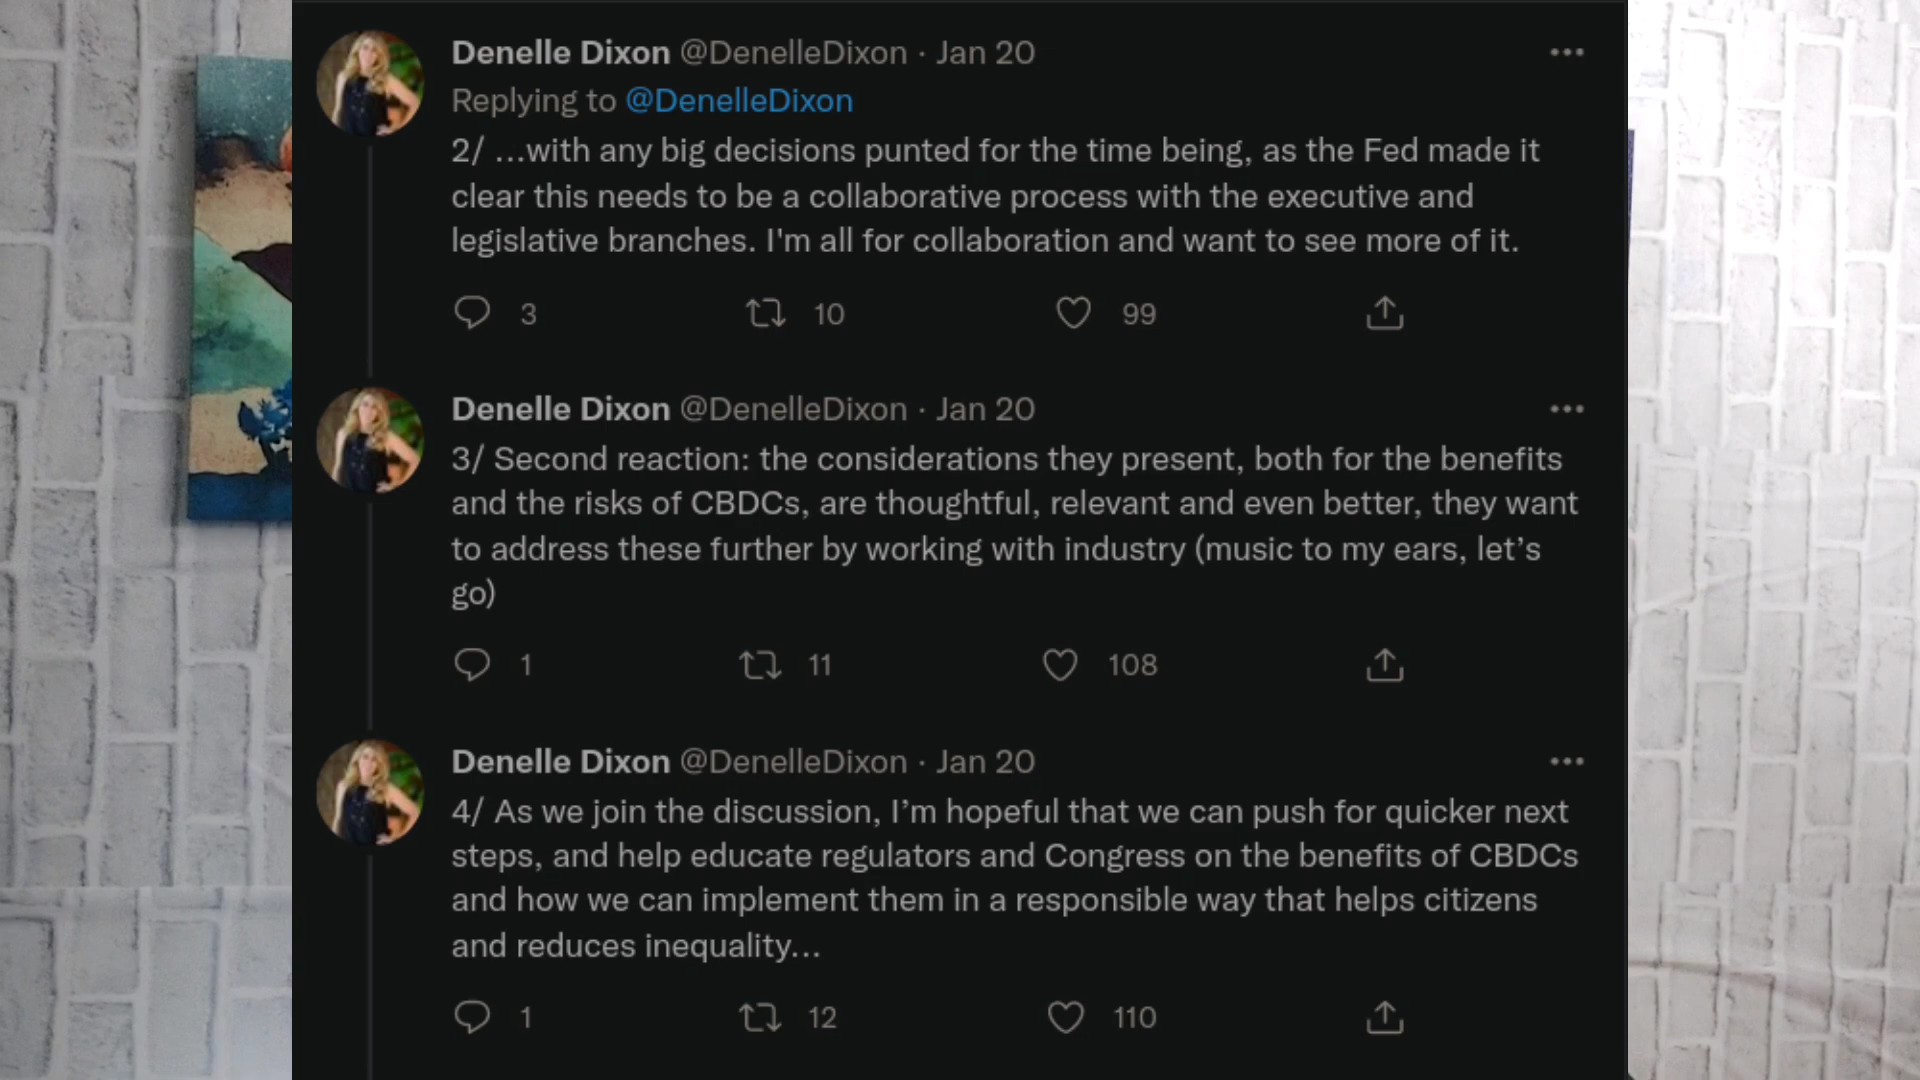 Denelle Dixon @DenelleDixon · Jan 20
Replying to @DenelleDixon
2/ …with any big decisions punted for the time being, as the Fed made it
clear this needs to be a collaborative process with the executive and
legislative branches. I'm all for collaboration and want to see more of it.
3 10 99
Denelle Dixon @DenelleDixon · Jan 20
3/ Second reaction: the considerations they present, both for the benefits
and the risks of CBDCs, are thoughtful, relevant and even better, they want
to address these further by working with industry (music to my ears, let’s
go)
1 11 108
Denelle Dixon @DenelleDixon · Jan 20
4/ As we join the discussion, I’m hopeful that we can push for quicker next
steps, and help educate regulators and Congress on the benefits of CBDCs
and how we can implement them in a responsible way that helps citizens
and reduces inequality…
1 12 110